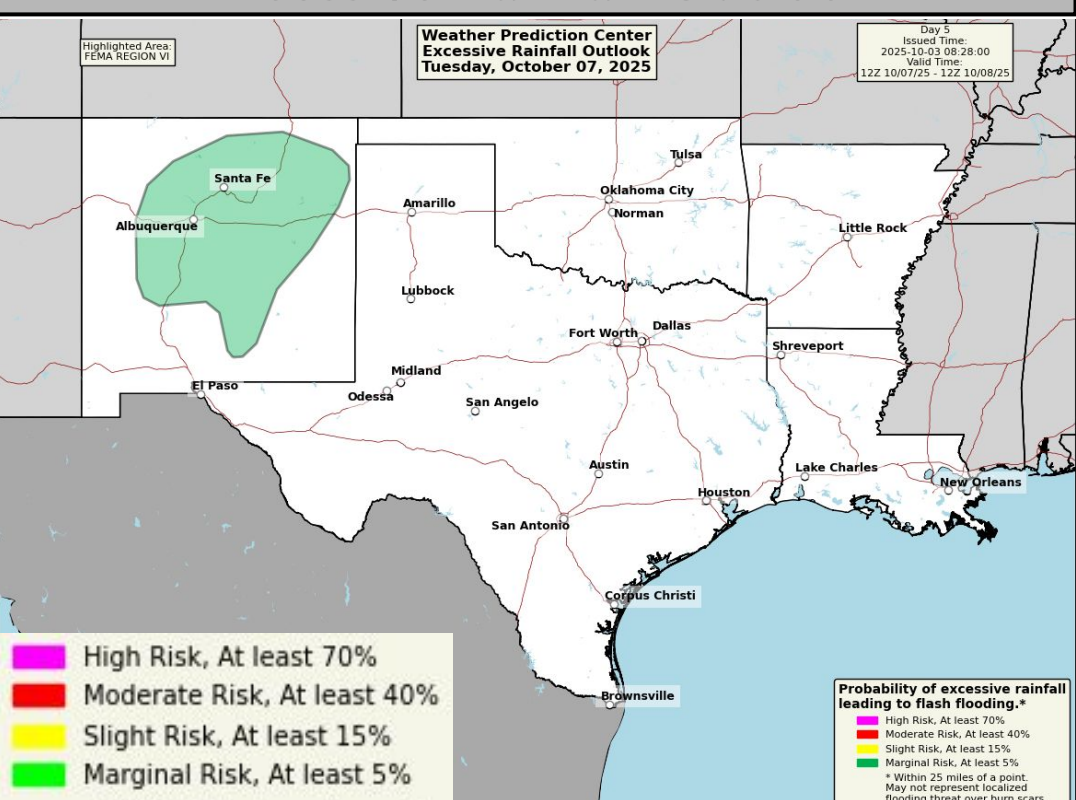 Highlighted Area:
FEMA REGION VI
Weather Prediction Center
Excessive Rainfall Outlook
Tuesday, October 07, 2025
Day 5
Issued Time:
2025-10-03 08:28:00
Valid Time:
12Z 10/07/25 - 12Z 10/08/25
Tulsa
Santa Fe
Oklahoma City
Amarillo
Norman
Albuquerque
Little Rock
Lubbock
Dallas
Fort Worth
Shreveport
Midland
El Paso
Odessa
San Angelo
Austin
Lake Charles
New Orleans
Houston
San Antonio
Corpus Christi
Brownsville
High Risk, At least 70%
Moderate Risk, At least 40%
Slight Risk, At least 15%
Marginal Risk, At least 5%
Probability of excessive rainfall
leading to flash flooding.*
High Risk, At least 70%
Moderate Risk, At least 40%
Slight Risk, At least 15%
Marginal Risk, At least 5%
* Within 25 miles of a point.
May not represent localized
flooding threat over burn scars